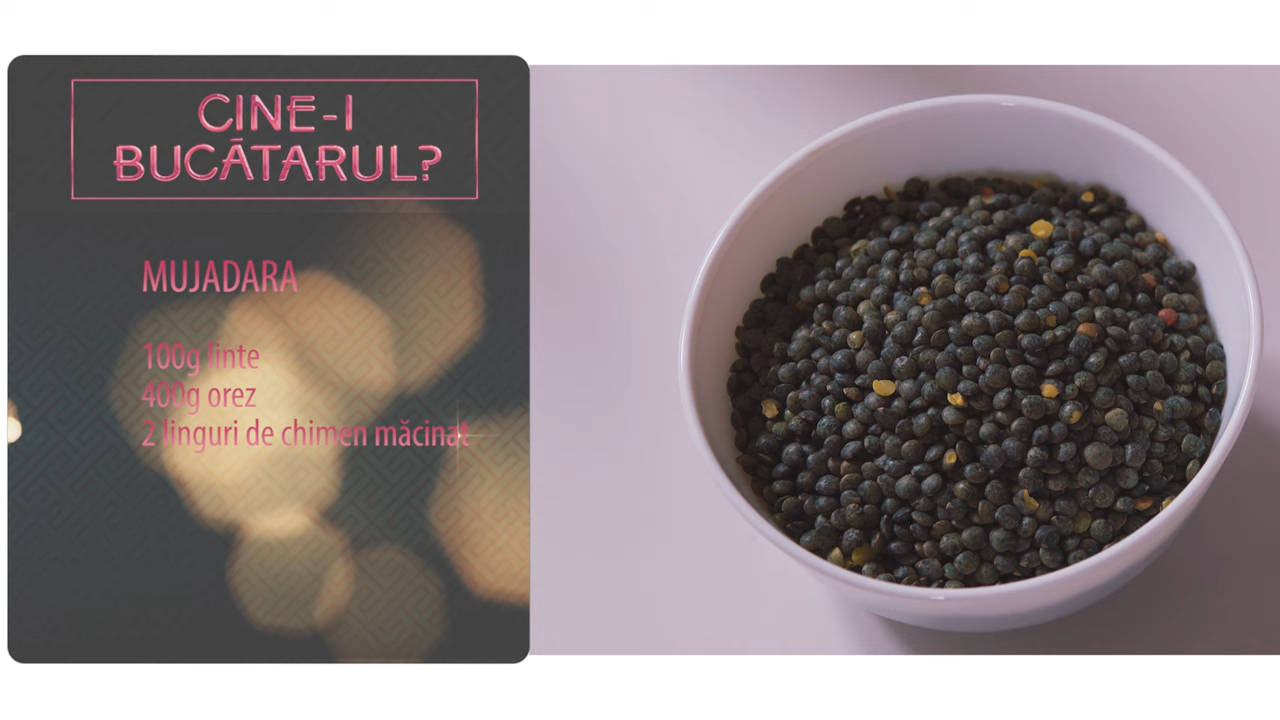 CINE-I
BUCĂTARUL?
MUJADARA
100g linte
400g orez
2 linguri de chimen măcinat